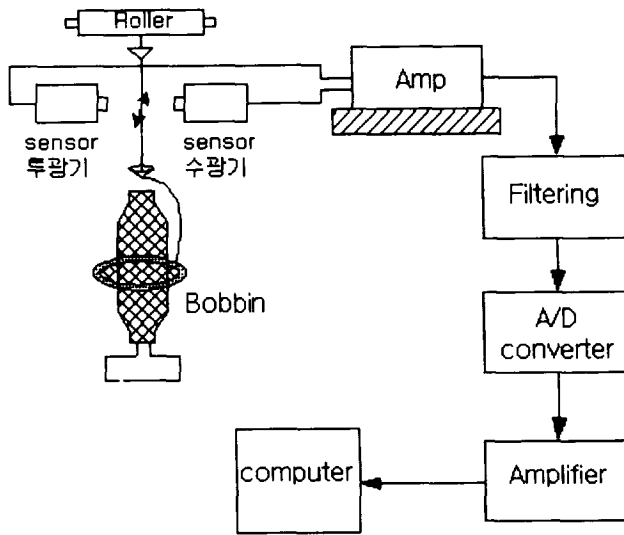 Roller
Amp
sensor
투광기
sensor
수광기
Filtering
Bobbin
A/D
converter
computer
Amplifier